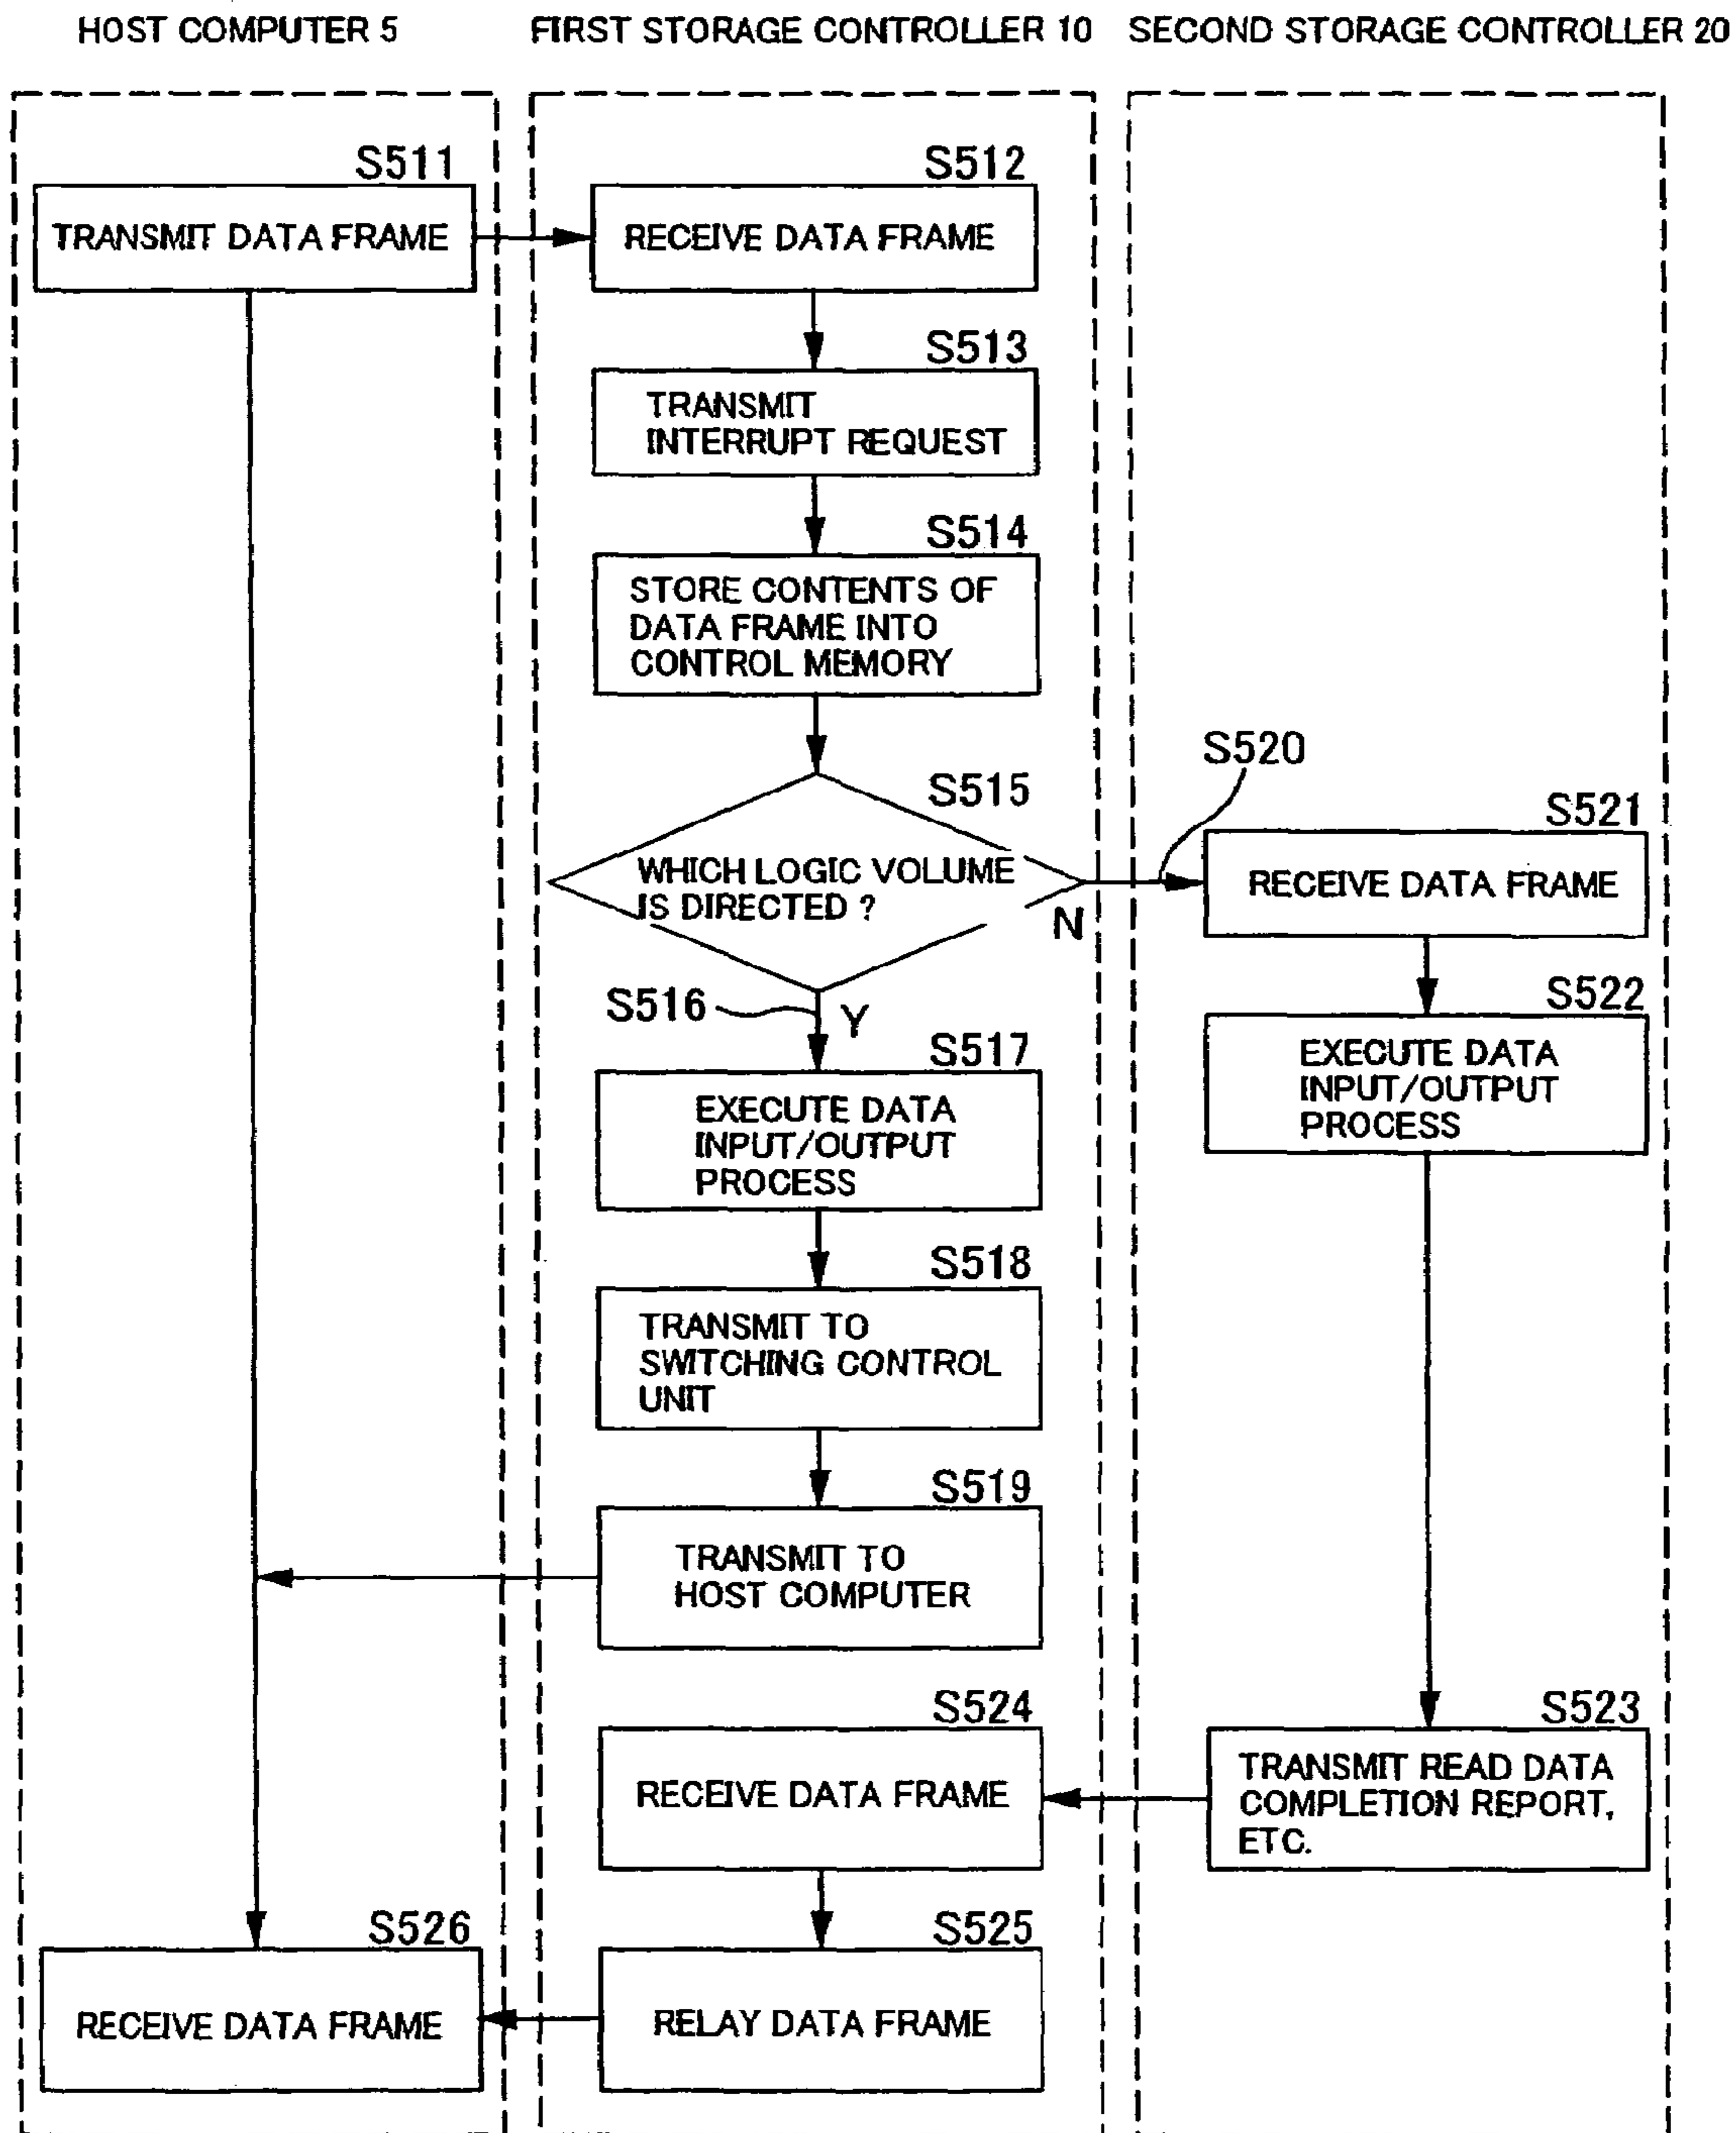 HOST COMPUTER 5
FIRST STORAGE CONTROLLER 10
SECOND STORAGE CONTROLLER 20
S511
TRANSMIT DATA FRAME
S512
RECEIVE DATA FRAME
S513
TRANSMIT
INTERRUPT REQUEST
S514
STORE CONTENTS OF
DATA FRAME INTO
CONTROL MEMORY
S515
WHICH LOGIC VOLUME
IS DIRECTED ?
N
S520
S521
RECEIVE DATA FRAME
S522
EXECUTE DATA
INPUT/OUTPUT
PROCESS
S516
Y
S517
EXECUTE DATA
INPUT/OUTPUT
PROCESS
S518
TRANSMIT TO
SWITCHING CONTROL
UNIT
S519
TRANSMIT TO
HOST COMPUTER
S523
TRANSMIT READ DATA
COMPLETION REPORT,
ETC.
S524
RECEIVE DATA FRAME
S525
RELAY DATA FRAME
S526
RECEIVE DATA FRAME